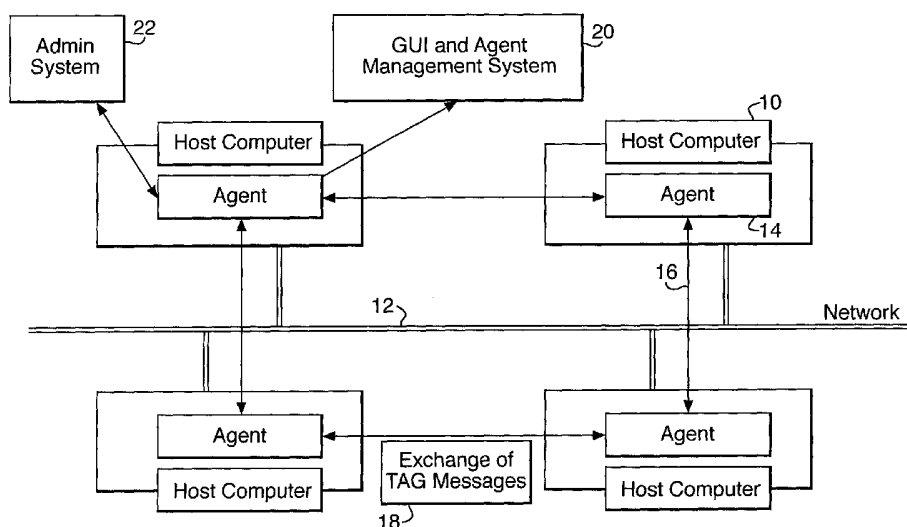 Admin
System
22
GUI and Agent
Management System
20
Host Computer
Agent
10
Host Computer
Agent
14
16
12
Network
Agent
Host Computer
Exchange of
TAG Messages
18
Agent
Host Computer